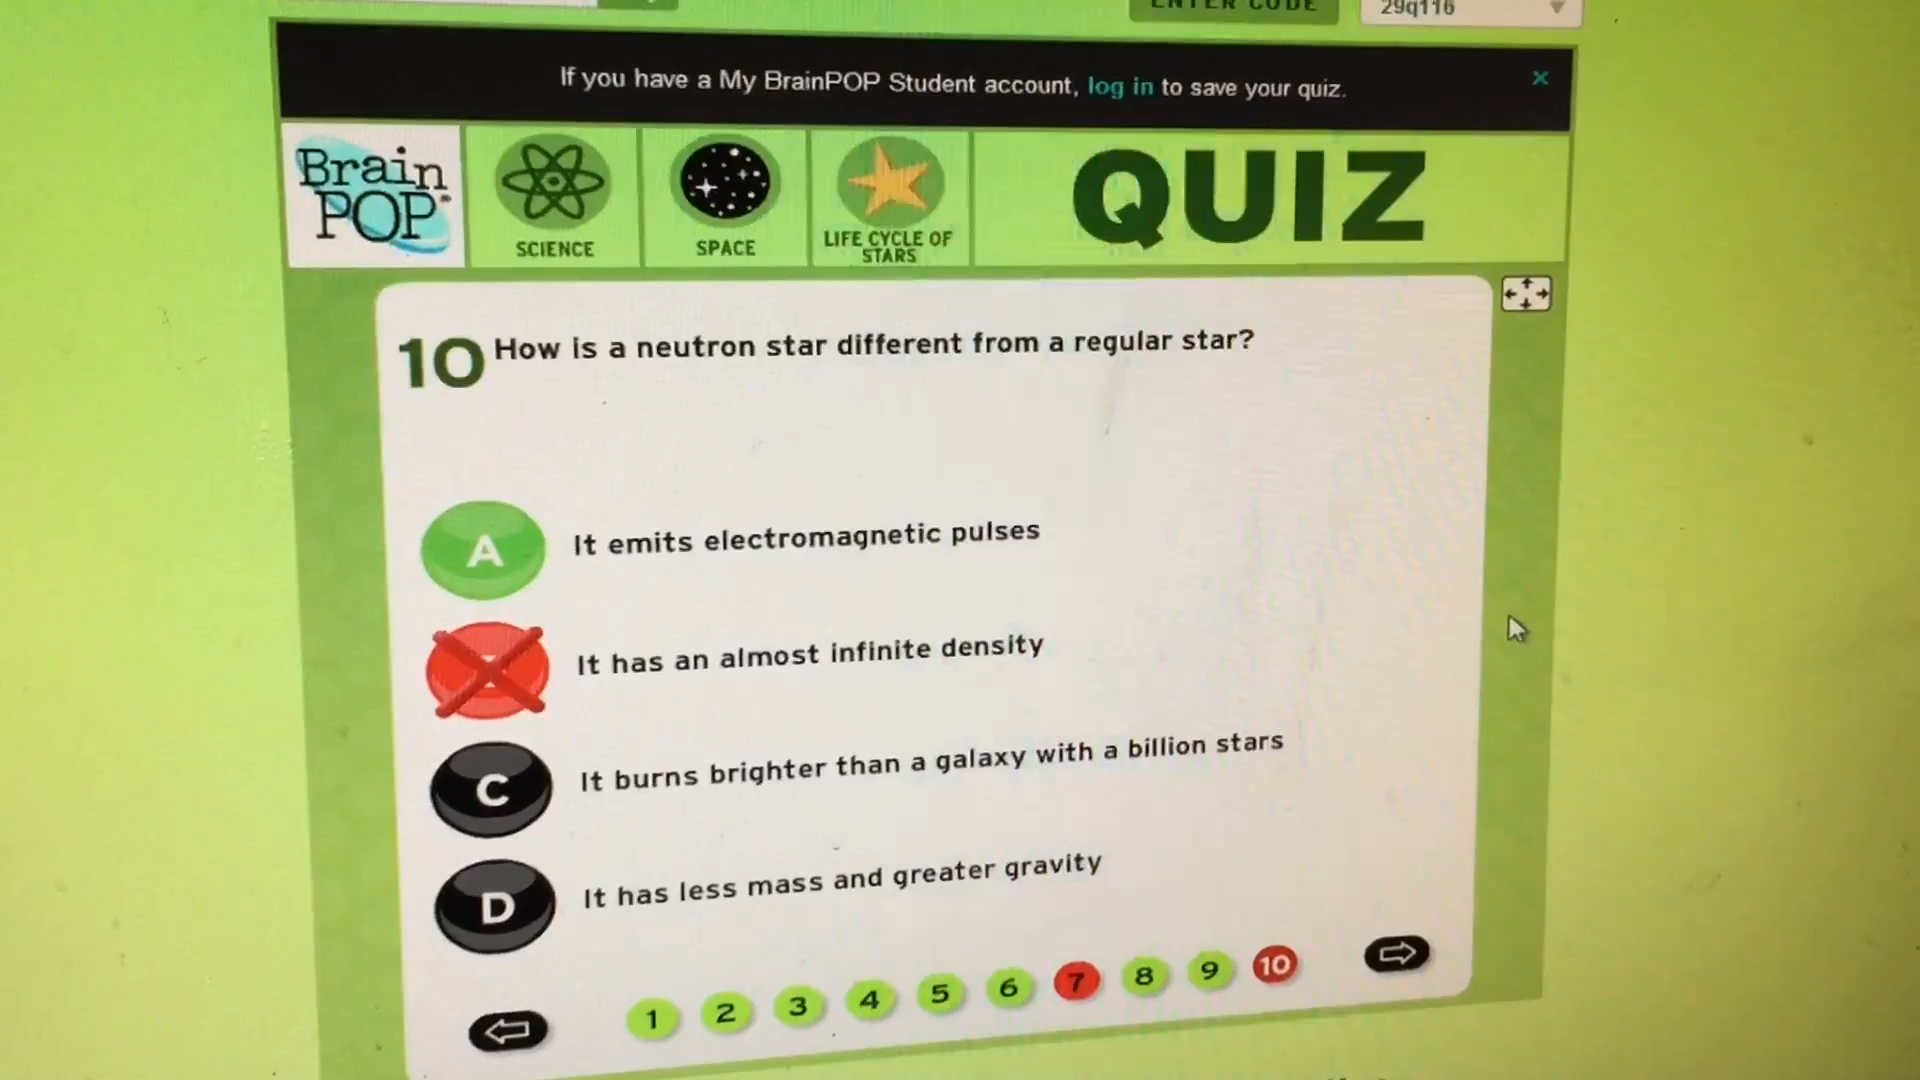 ENTER CODE
29q116
If you have a My BrainPOP Student account, log in to save your quiz.
×
Brain
POP®
SCIENCE
SPACE
LIFE CYCLE OF
STARS
QUIZ
10 How is a neutron star different from a regular star?
A It emits electromagnetic pulses
It has an almost infinite density
C It burns brighter than a galaxy with a billion stars
D It has less mass and greater gravity
1 2 3 4 5 6 7 8 9 10